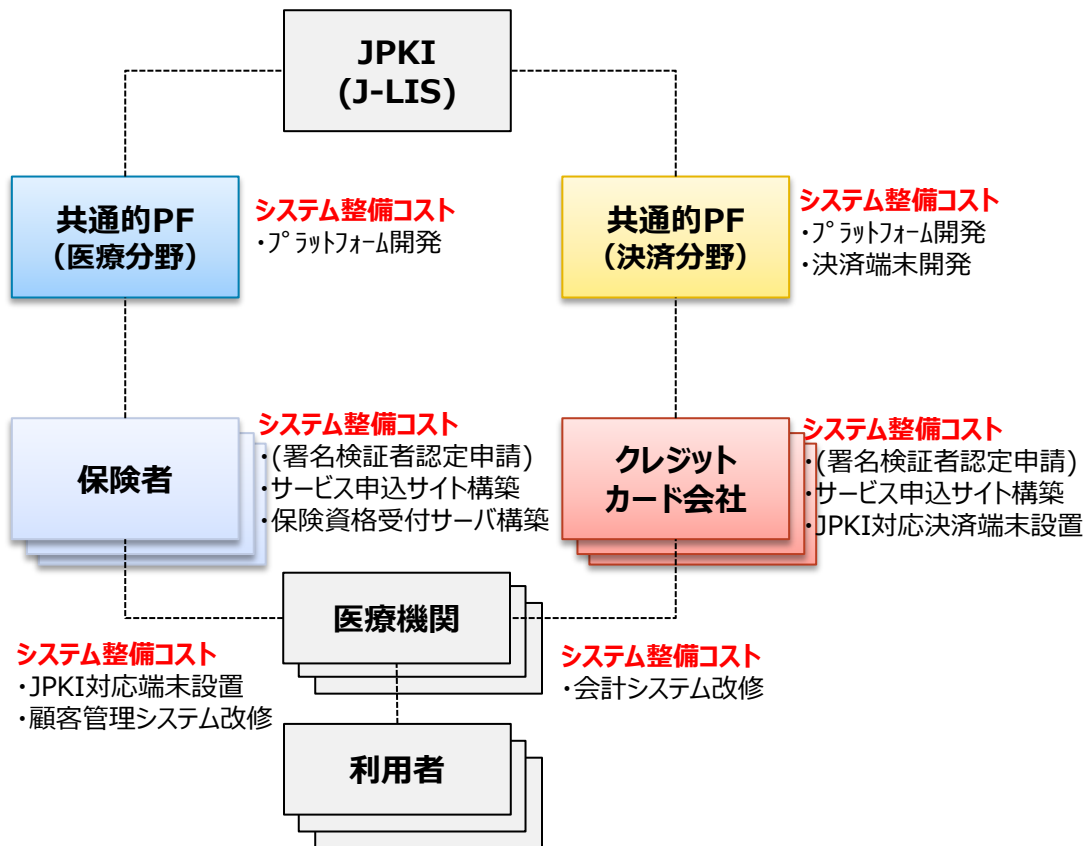 JPKI
(J-LIS)
共通的PF
（医療分野）
システム整備コスト
・ﾌﾟﾗｯﾄﾌｫｰﾑ開発
共通的PF
（決済分野）
システム整備コスト
・ﾌﾟﾗｯﾄﾌｫｰﾑ開発
・決済端末開発
保険者
システム整備コスト
・(署名検証者認定申請)
・サービス申込サイト構築
・保険資格受付サーバ構築
クレジット
カード会社
システム整備コスト
・(署名検証者認定申請)
・サービス申込サイト構築
・JPKI対応決済端末設置
医療機関
システム整備コスト
・JPKI対応端末設置
・顧客管理システム改修
システム整備コスト
・会計システム改修
利用者